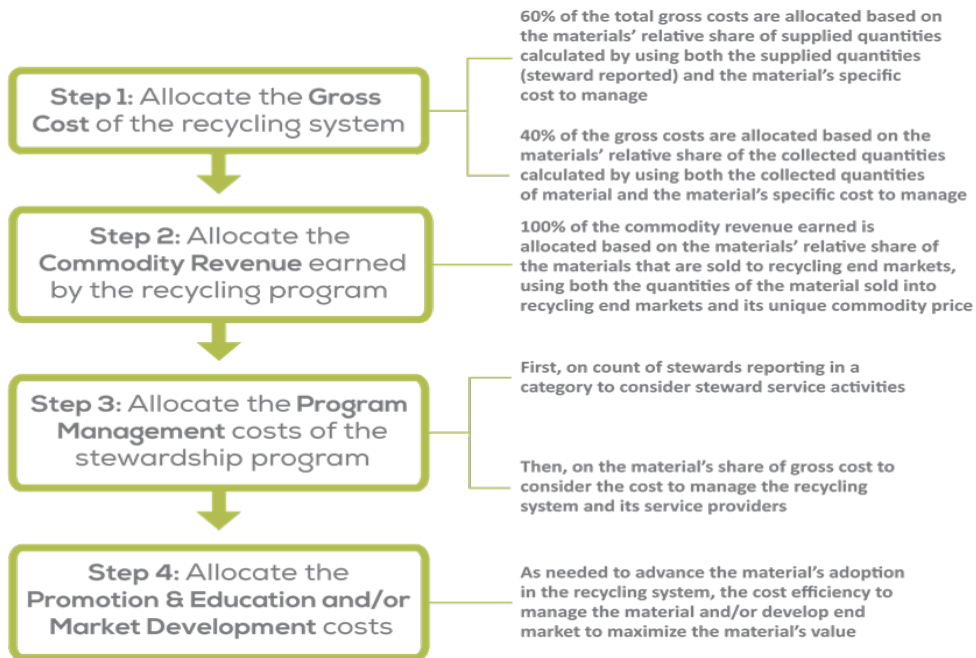 Step 1: Allocate the Gross
Cost of the recycling system
60% of the total gross costs are allocated based on
the materials’ relative share of supplied quantities
calculated by using both the supplied quantities
(steward reported) and the material’s specific
cost to manage
40% of the gross costs are allocated based on the
materials’ relative share of the collected quantities
calculated by using both the collected quantities
of material and the material’s specific cost to manage
Step 2: Allocate the
Commodity Revenue earned
by the recycling program
100% of the commodity revenue earned is
allocated based on the materials’ relative share of
the materials that are sold to recycling end markets,
using both the quantities of the material sold into
recycling end markets and its unique commodity price
Step 3: Allocate the Program
Management costs of the
stewardship program
First, on count of stewards reporting in a
category to consider steward service activities
Then, on the material’s share of gross cost to
consider the cost to manage the recycling
system and its service providers
Step 4: Allocate the
Promotion & Education and/or
Market Development costs
As needed to advance the material’s adoption
in the recycling system, the cost efficiency to
manage the material and/or develop end
market to maximize the material’s value